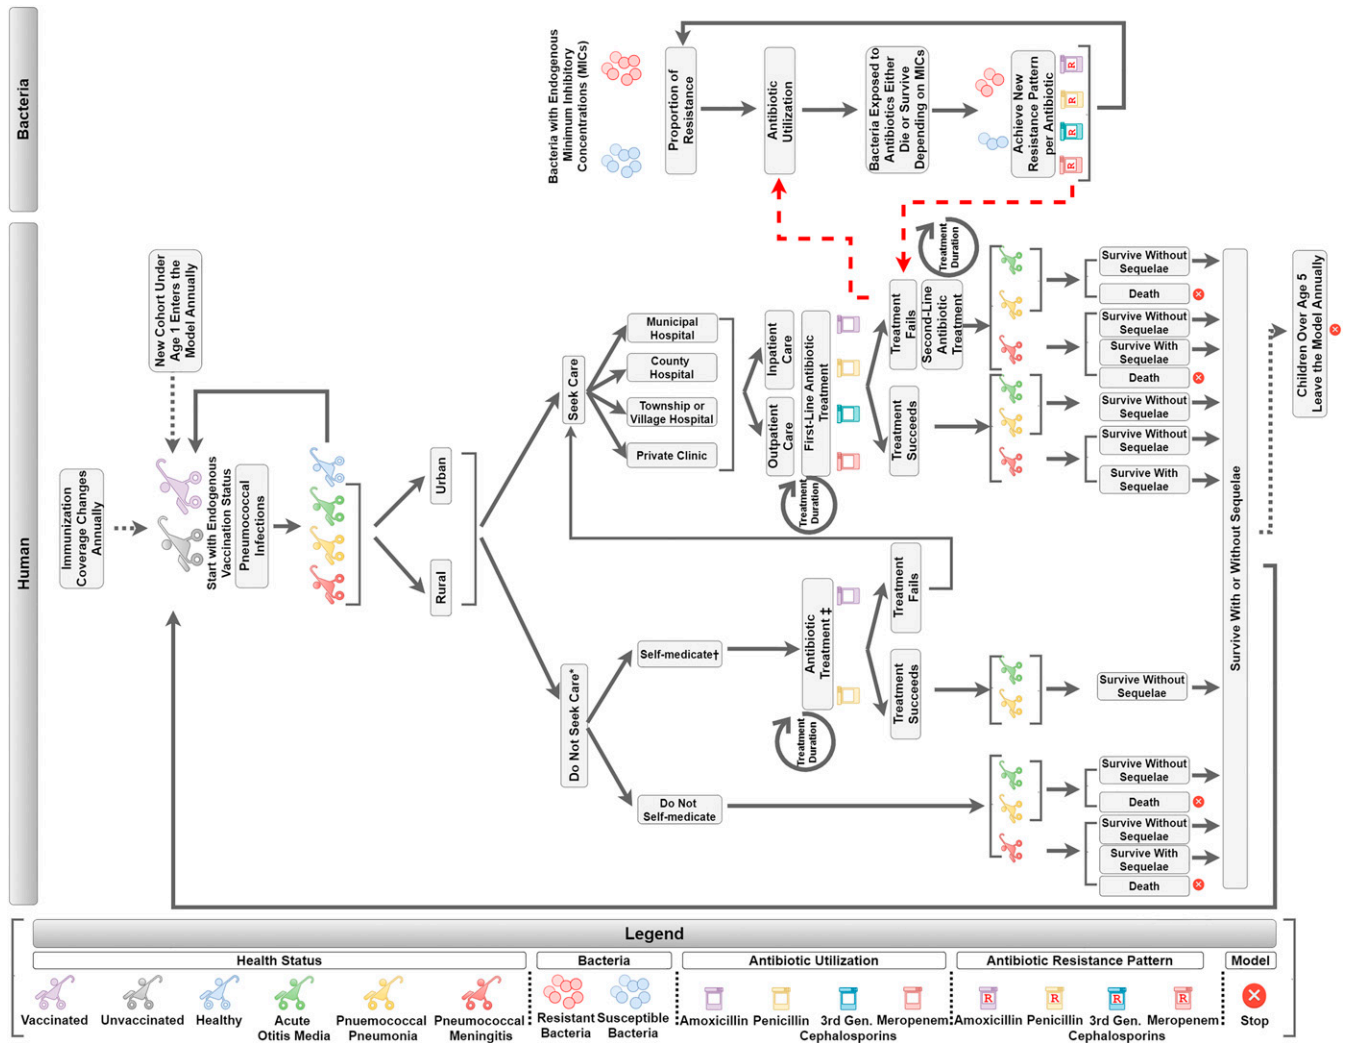 Bacteria
Bacteria with Endogenous
Minimum Inhibitory
Concentrations (MICs)
Proportion of
Resistance
Antibiotic
Utilization
Bacteria Exposed to
Antibiotics Either
Die or Survive
Depending on MICs
Achieve New
Resistance Pattern
per Antibiotic
R
R
R
R
Human
Immunization
Coverage Changes
Annually
New Cohort Under
Age 1 Enters the
Model Annually
Start with Endogenous
Vaccination Status
Pneumococcal
Infections
Urban
Rural
Seek Care
Municipal
Hospital
County
Hospital
Township or
Village Hospital
Private Clinic
Inpatient
Care
Outpatient
Care
First-Line Antibiotic
Treatment
Treatment
Duration
Treatment
Fails
Second-Line
Antibiotic
Treatment
Treatment
Duration
Treatment
Succeeds
Survive Without
Sequelae
Death
Survive Without
Sequelae
Survive With
Sequelae
Death
Survive Without
Sequelae
Survive Without
Sequelae
Survive With
Sequelae
Do Not Seek Care*
Self-medicate†
Antibiotic
Treatment ‡
Treatment
Duration
Treatment
Fails
Treatment
Succeeds
Survive Without
Sequelae
Do Not
Self-medicate
Survive Without
Sequelae
Death
Survive Without
Sequelae
Survive With
Sequelae
Death
Survive With or Without Sequelae
Children Over Age 5
Leave the Model Annually
Legend
Health Status
Vaccinated
Unvaccinated
Healthy
Acute
Otitis Media
Pnuemococcal
Pneumonia
Pneumococcal
Meningitis
Bacteria
Resistant
Bacteria
Susceptible
Bacteria
Antibiotic Utilization
Amoxicillin
Penicillin
3rd Gen.
Cephalosporins
Meropenem
Antibiotic Resistance Pattern
R
Amoxicillin
R
Penicillin
R
3rd Gen.
Cephalosporins
R
Meropenem
Model
Stop